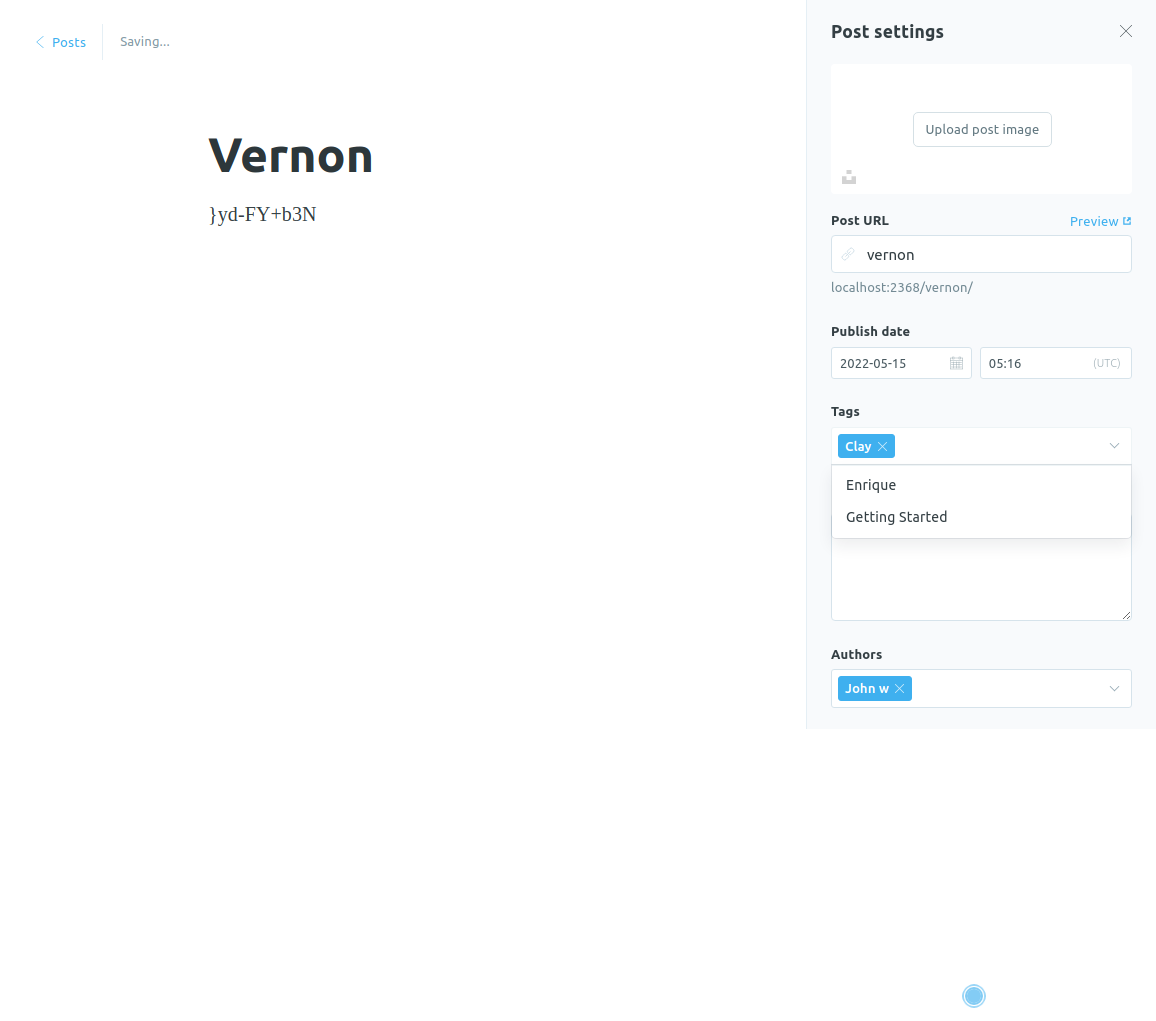 Posts
Saving...
Vernon
}yd-FY+b3N
Post settings
Upload post image
Post URL
Preview
vernon
localhost:2368/vernon/
Publish date
2022-05-15
05:16
(UTC)
Tags
Clay
Enrique
Getting Started
Authors
John w